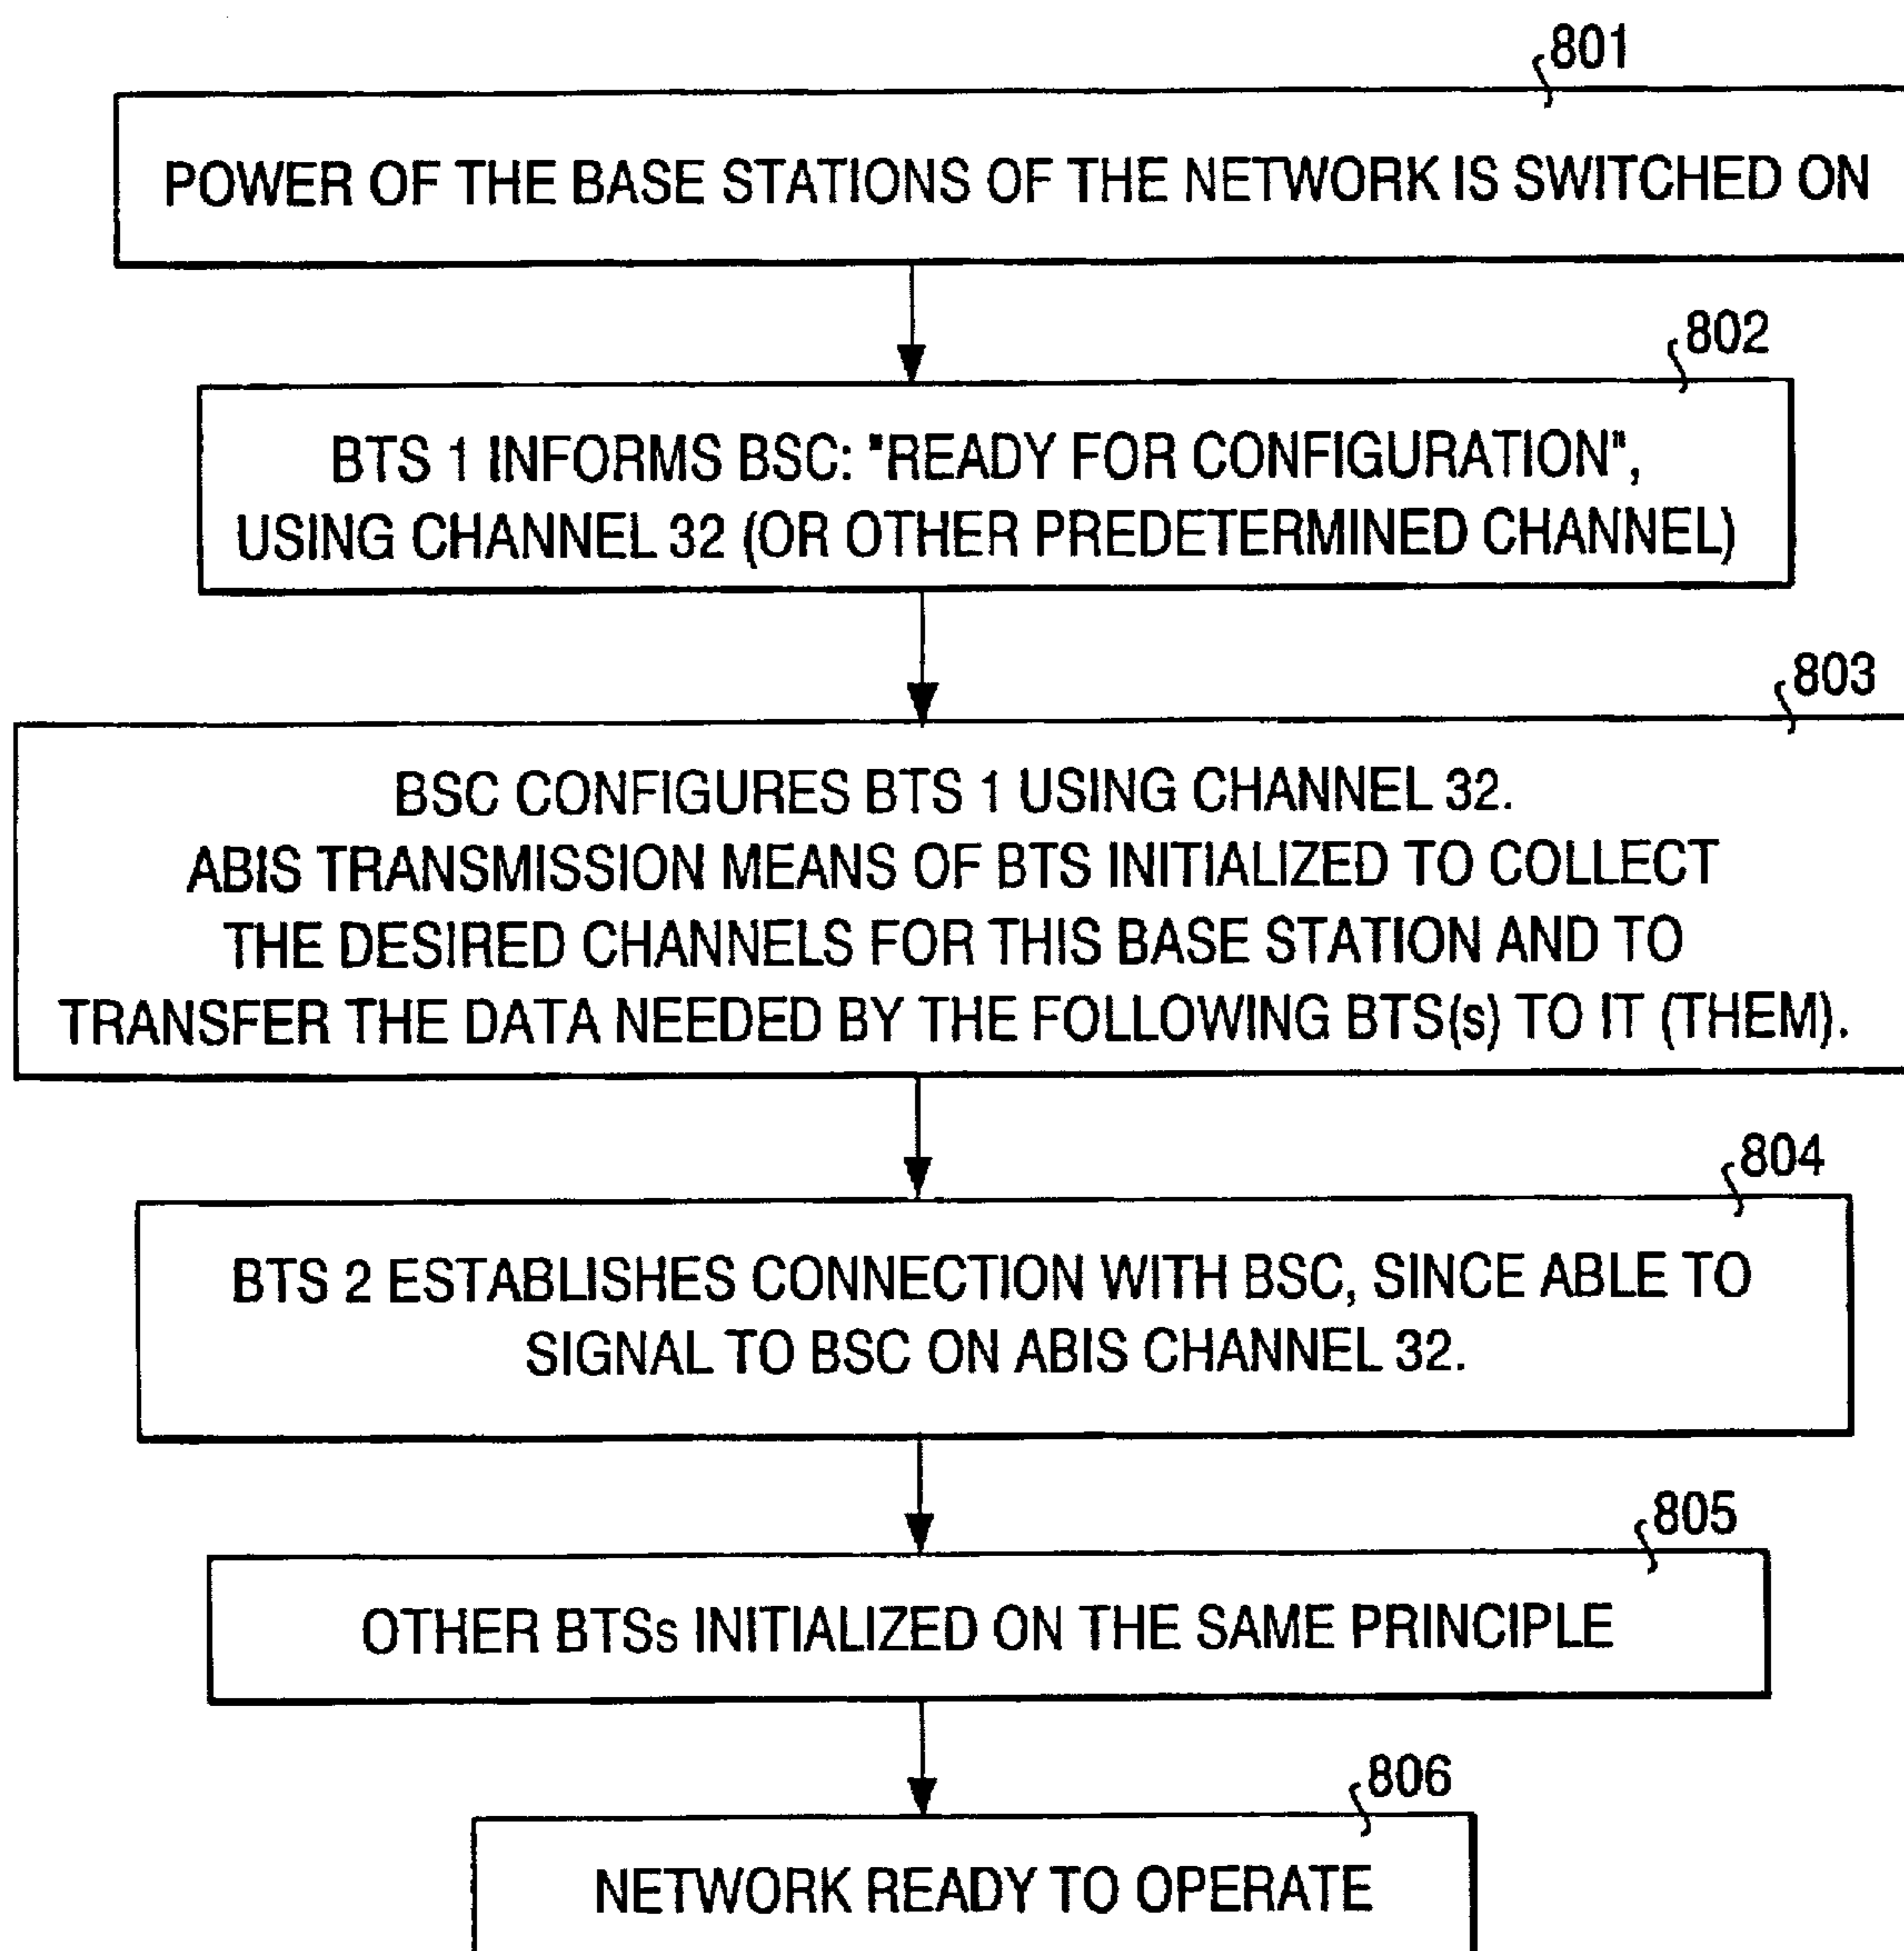 801
POWER OF THE BASE STATIONS OF THE NETWORK IS SWITCHED ON
802
BTS 1 INFORMS BSC: "READY FOR CONFIGURATION",
USING CHANNEL 32 (OR OTHER PREDETERMINED CHANNEL)
803
BSC CONFIGURES BTS 1 USING CHANNEL 32.
ABIS TRANSMISSION MEANS OF BTS INITIALIZED TO COLLECT
THE DESIRED CHANNELS FOR THIS BASE STATION AND TO
TRANSFER THE DATA NEEDED BY THE FOLLOWING BTS(s) TO IT (THEM).
804
BTS 2 ESTABLISHES CONNECTION WITH BSC, SINCE ABLE TO
SIGNAL TO BSC ON ABIS CHANNEL 32.
805
OTHER BTSs INITIALIZED ON THE SAME PRINCIPLE
806
NETWORK READY TO OPERATE